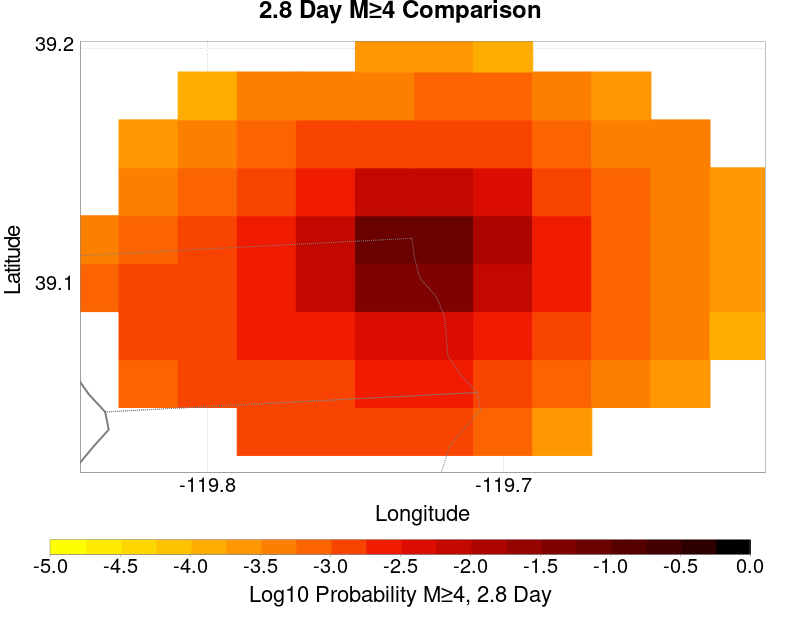 2.8 Day M≥4 Comparison
39.2
39.1
Latitude
-119.8 -119.7
Longitude
-5.0 -4.5 -4.0 -3.5 -3.0 -2.5 -2.0 -1.5 -1.0 -0.5 0.0
Log10 Probability M≥4, 2.8 Day